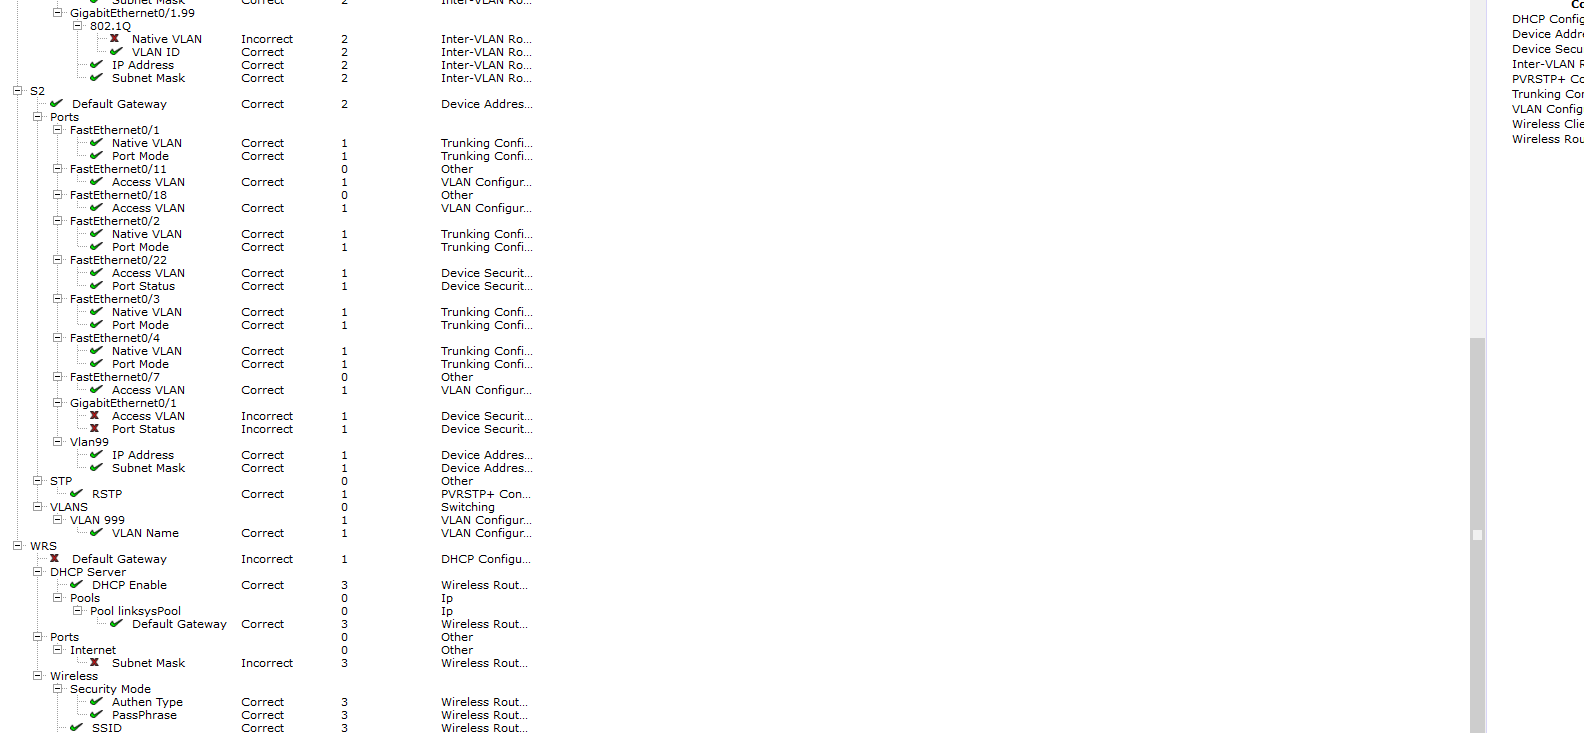 Subnet Mask Correct 2 Inter-VLAN Ro...
GigabitEthernet0/1.99
802.1Q
Native VLAN Incorrect 2 Inter-VLAN Ro...
VLAN ID Correct 2 Inter-VLAN Ro...
IP Address Correct 2 Inter-VLAN Ro...
Subnet Mask Correct 2 Inter-VLAN Ro...
S2
Default Gateway Correct 2 Device Addres...
Ports
FastEthernet0/1
Native VLAN Correct 1 Trunking Confi...
Port Mode Correct 1 Trunking Confi...
FastEthernet0/11 0 Other
Access VLAN Correct 1 VLAN Configur...
FastEthernet0/18 0 Other
Access VLAN Correct 1 VLAN Configur...
FastEthernet0/2
Native VLAN Correct 1 Trunking Confi...
Port Mode Correct 1 Trunking Confi...
FastEthernet0/22
Access VLAN Correct 1 Device Securit...
Port Status Correct 1 Device Securit...
FastEthernet0/3
Native VLAN Correct 1 Trunking Confi...
Port Mode Correct 1 Trunking Confi...
FastEthernet0/4
Native VLAN Correct 1 Trunking Confi...
Port Mode Correct 1 Trunking Confi...
FastEthernet0/7 0 Other
Access VLAN Correct 1 VLAN Configur...
GigabitEthernet0/1
Access VLAN Incorrect 1 Device Securit...
Port Status Incorrect 1 Device Securit...
Vlan99
IP Address Correct 1 Device Addres...
Subnet Mask Correct 1 Device Addres...
STP 0 Other
RSTP Correct 1 PVRSTP+ Con...
VLANS 0 Switching
VLAN 999 1 VLAN Configur...
VLAN Name Correct 1 VLAN Configur...
WRS
Default Gateway Incorrect 1 DHCP Configu...
DHCP Server
DHCP Enable Correct 3 Wireless Rout...
Pools 0 Ip
Pool linksysPool 0 Ip
Default Gateway Correct 3 Wireless Rout...
Ports 0 Other
Internet 0 Other
Subnet Mask Incorrect 3 Wireless Rout...
Wireless
Security Mode
Authen Type Correct 3 Wireless Rout...
PassPhrase Correct 3 Wireless Rout...
SSID Correct 3 Wireless Rout...
Co
DHCP Config
Device Addre
Device Secu
Inter-VLAN R
PVRSTP+ Co
Trunking Con
VLAN Config
Wireless Clie
Wireless Rou